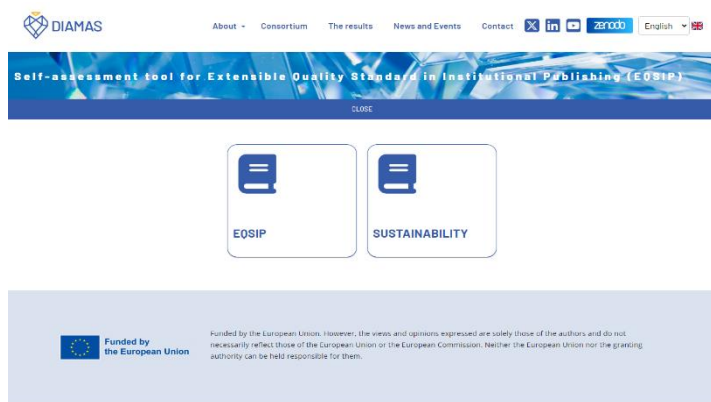 DIAMAS
About
Consortium
The results
News and Events
Contact
zenodo
English
Self-assessment tool for Extensible Quality Standard in Institutional Publishing (EQSIP)
CLOSE
EQSIP
SUSTAINABILITY
Funded by
the European Union
Funded by the European Union. However, the views and opinions expressed are solely those of the authors and do not
necessarily reflect those of the European Union or the European Commission. Neither the European Union nor the granting
authority can be held responsible for them.